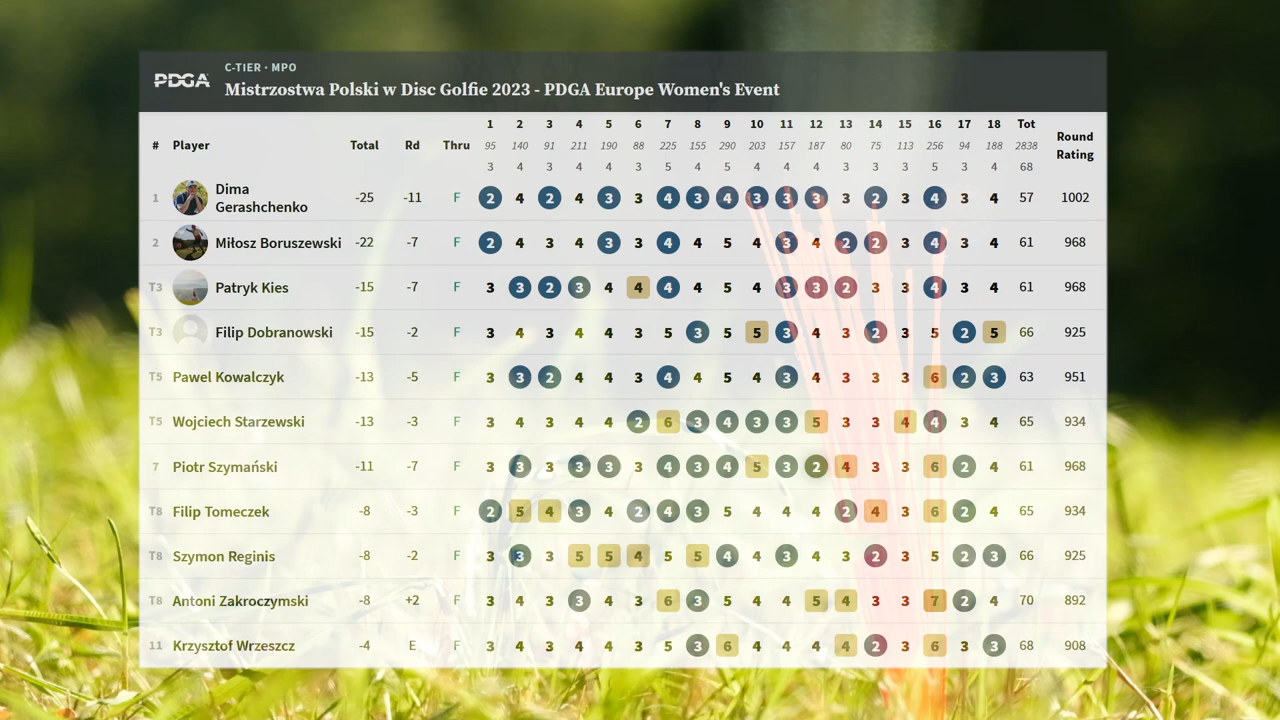 PDGA
C-TIER · MPO
Mistrzostwa Polski w Disc Golfie 2023 - PDGA Europe Women's Event
# Player Total Rd Thru 1 2 3 4 5 6 7 8 9 10 11 12 13 14 15 16 17 18 Tot Round Rating
95 140 91 211 190 88 225 155 290 203 157 187 80 75 113 256 94 188 2838
3 4 3 4 4 3 5 4 5 4 4 4 3 3 3 5 3 4 68
1 Dima Gerashchenko -25 -11 F 2 4 2 4 3 3 4 3 4 3 3 3 3 2 3 4 3 4 57 1002
2 Miłosz Boruszewski -22 -7 F 2 4 3 4 3 3 4 4 5 4 3 4 2 2 3 4 3 4 61 968
T3 Patryk Kies -15 -7 F 3 3 2 3 4 4 4 4 5 4 3 3 2 3 3 4 3 4 61 968
T3 Filip Dobranowski -15 -2 F 3 4 3 4 4 3 5 3 5 5 3 4 3 2 3 5 2 5 66 925
T5 Pawel Kowalczyk -13 -5 F 3 3 2 4 4 3 4 4 5 4 3 4 3 3 3 6 2 3 63 951
T5 Wojciech Starzewski -13 -3 F 3 4 3 4 4 2 6 3 4 3 3 5 3 3 4 4 3 4 65 934
7 Piotr Szymański -11 -7 F 3 3 3 3 3 3 4 3 4 5 3 2 4 3 3 6 2 4 61 968
T8 Filip Tomeczek -8 -3 F 2 5 4 3 4 2 4 3 5 4 4 4 2 4 3 6 2 4 65 934
T8 Szymon Reginis -8 -2 F 3 3 3 5 5 4 5 5 4 4 3 4 3 2 3 5 2 3 66 925
T8 Antoni Zakroczymski -8 +2 F 3 4 3 3 4 3 6 3 5 4 4 5 4 3 3 7 2 4 70 892
11 Krzysztof Wrzeszcz -4 E F 3 4 3 4 4 3 5 3 6 4 4 4 4 2 3 6 3 3 68 908